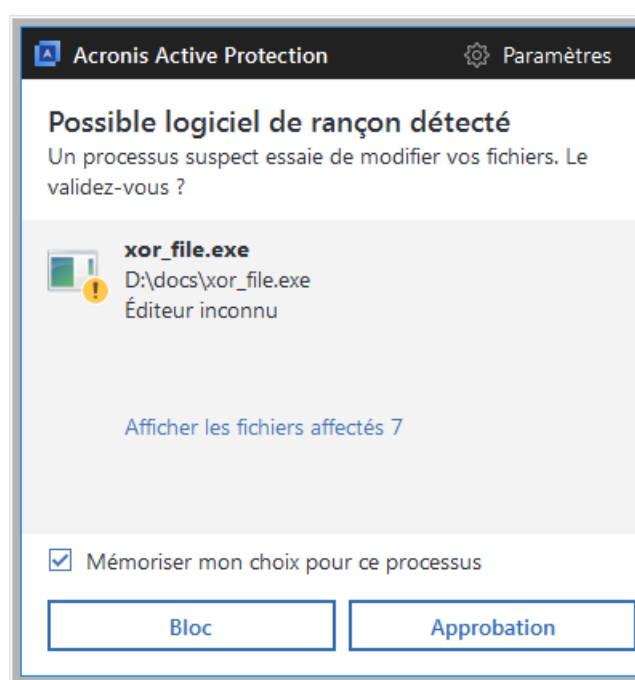 Acronis Active Protection
Paramètres
Possible logiciel de rançon détecté
Un processus suspect essaie de modifier vos fichiers. Le
validez-vous ?
xor_file.exe
D:\docs\xor_file.exe
Éditeur inconnu
Afficher les fichiers affectés 7
Mémoriser mon choix pour ce processus
Bloc
Approbation